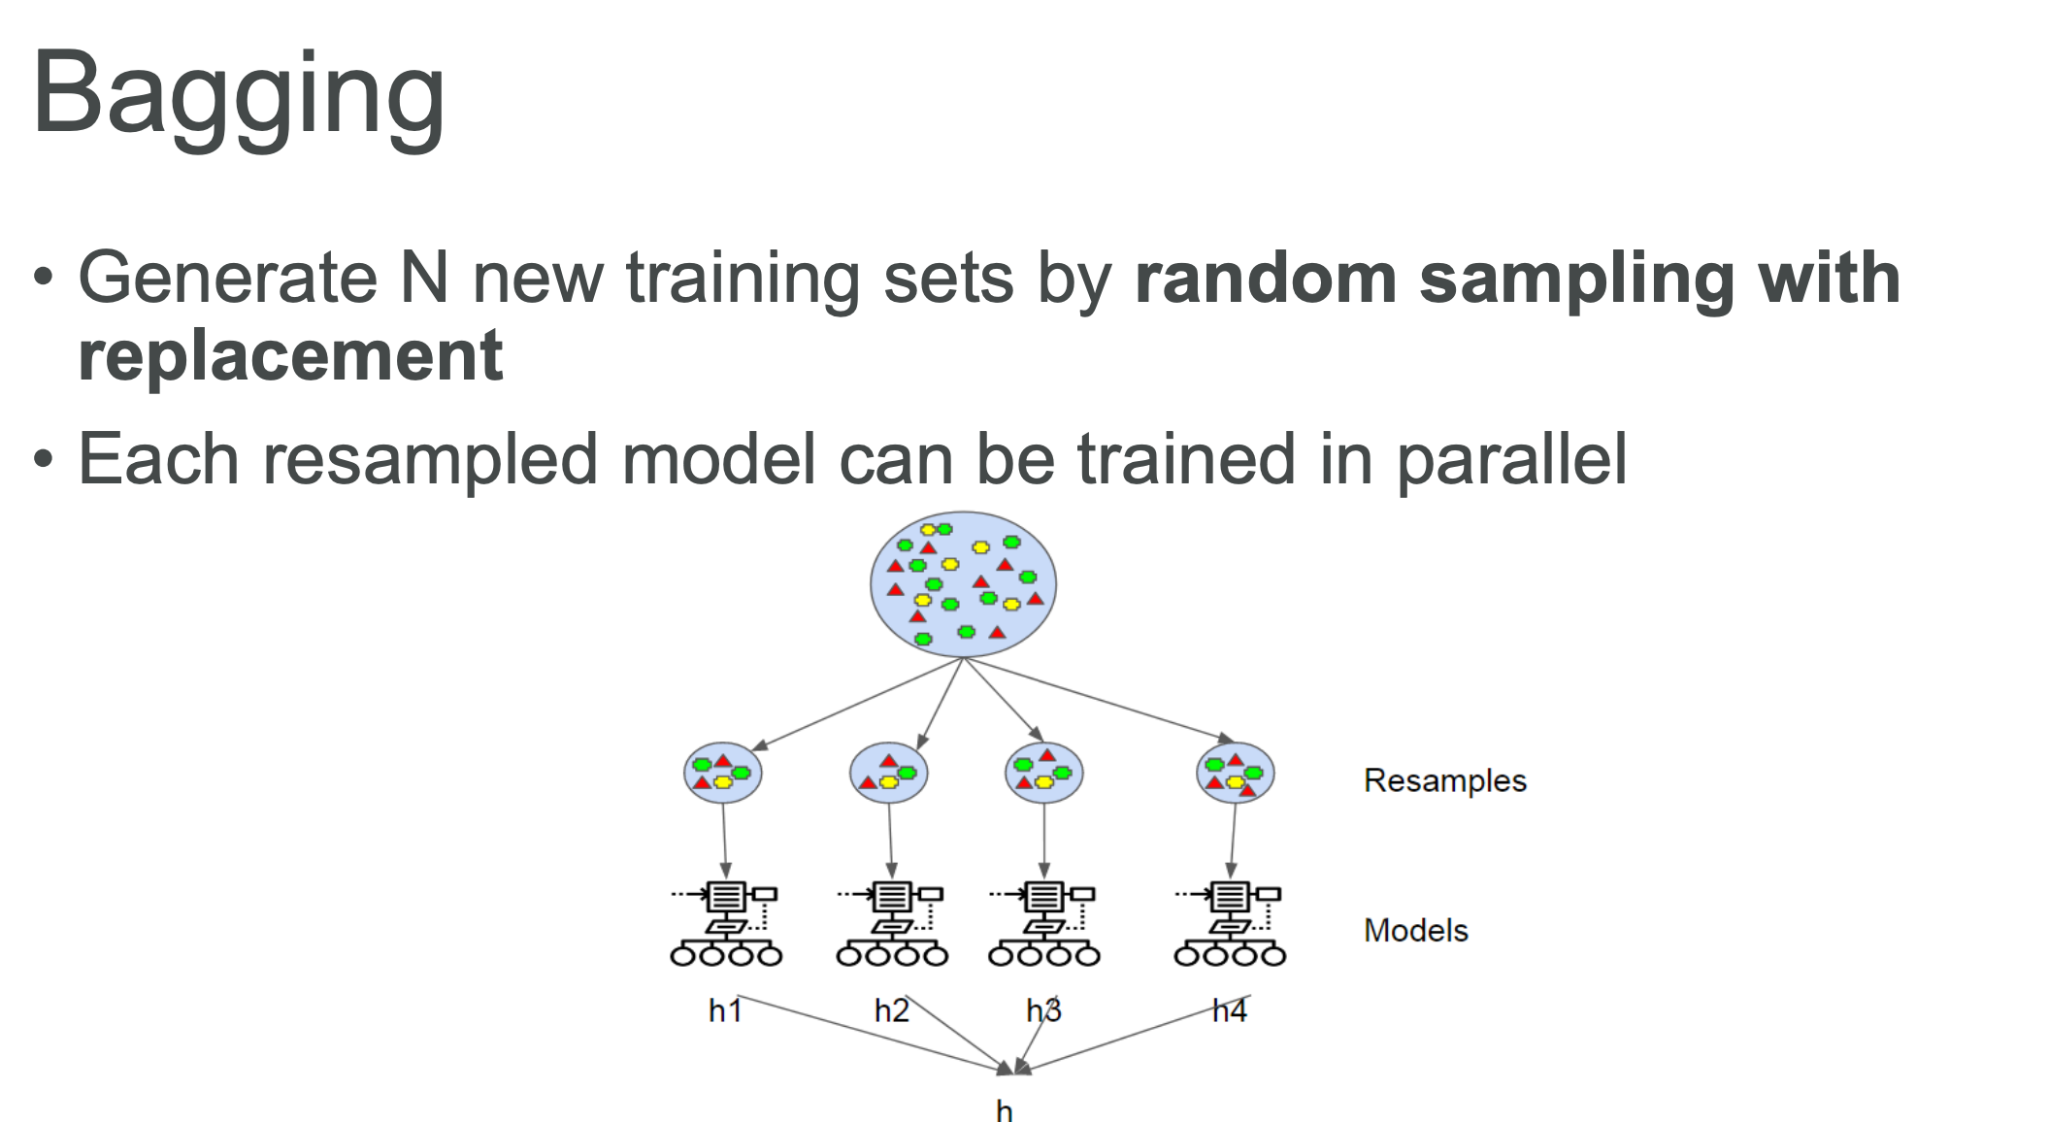 Bagging
• Generate N new training sets by random sampling with
replacement
• Each resampled model can be trained in parallel
Resamples
Models
h1 h2 h3 h4
h